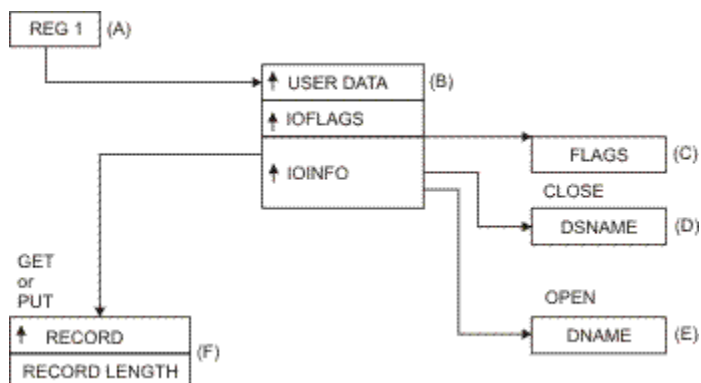 REG 1 (A)
USER DATA (B)
IOFLAGS
FLAGS (C)
IOINFO
CLOSE
DSNAME (D)
GET
or
PUT
OPEN
RECORD
DNAME (E)
(F)
RECORD LENGTH